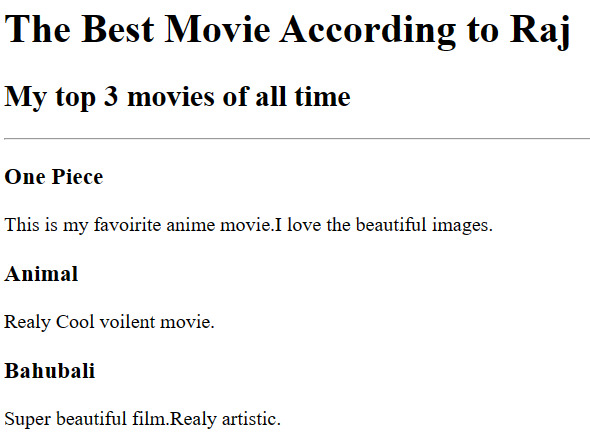 The Best Movie According to Raj
My top 3 movies of all time
One Piece
This is my favoirite anime movie.I love the beautiful images.
Animal
Realy Cool voilent movie.
Bahubali
Super beautiful film.Realy artistic.